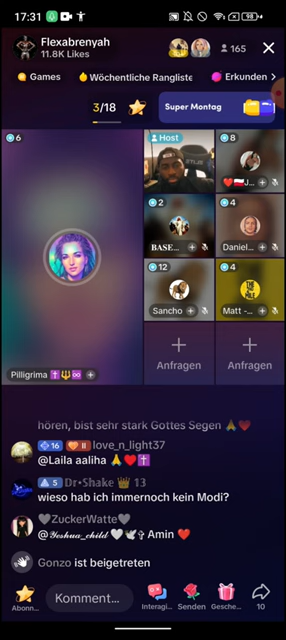 17:31
98
Flexabrenyah
11.8K Likes
165
Games
Wöchentliche Rangliste
Erkunden
3/18
Super Montag
6
Host
8
J...
2
BASE...
4
Daniel...
12
Sancho
4
Matt -...
Pilligrima
Anfragen
Anfragen
hören, bist sehr stark Gottes Segen 🙏❤️
16 II love_n_light37
@Laila aaliha 🙏❤️✝️
5 Dr•Shake 👑 13
wieso hab ich immernoch kein Modi?
🩶ZuckerWatte🩶
@𝒴𝑒𝓈𝒽𝓊𝒶_𝒸𝒽𝒾𝓁𝒹 🤍🕊️✞ Amin ❤️
Gonzo ist beigetreten
Abonn...
Komment...
Interagi...
Senden
Gesche...
10